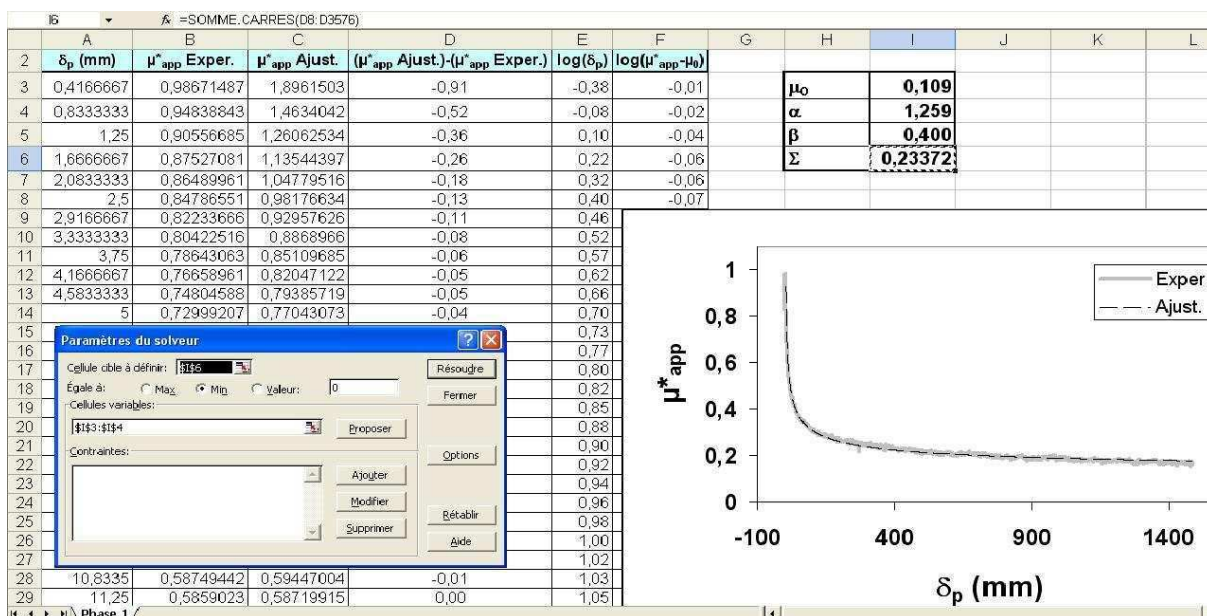 I6 fx =SOMME.CARRES(D8:D3576)
A B C D E F G H I J K L
2 δp (mm) μ*app Exper. μ*app Ajust. (μ*app Ajust.)-(μ*app Exper.) log(δp) log(μ*app-μ0)
3 0,4166667 0,98671487 1,8961503 -0,91 -0,38 -0,01 μO 0,109
4 0,8333333 0,94838843 1,4634042 -0,52 -0,08 -0,02 α 1,259
5 1,25 0,90556685 1,26062534 -0,36 0,10 -0,04 β 0,400
6 1,6666667 0,87527081 1,13544397 -0,26 0,22 -0,06 Σ 0,23372
7 2,0833333 0,86489961 1,04779516 -0,18 0,32 -0,06
8 2,5 0,84786551 0,98176634 -0,13 0,40 -0,07
9 2,9166667 0,82233666 0,92957626 -0,11 0,46
10 3,3333333 0,80422516 0,8868966 -0,08 0,52
11 3,75 0,78643063 0,85109685 -0,06 0,57
12 4,1666667 0,76658961 0,82047122 -0,05 0,62
13 4,5833333 0,74804588 0,79385719 -0,05 0,66
14 5 0,72999207 0,77043073 -0,04 0,70
15 0,73
16 0,77
17 0,80
18 0,82
19 0,85
20 0,88
21 0,90
22 0,92
23 0,94
24 0,96
25 0,98
26 1,00
27 1,02
28 10,8335 0,58749442 0,59447004 -0,01 1,03
29 11,25 0,5859023 0,58719915 0,00 1,05
Phase 1
Paramètres du solveur
Cellule cible à définir: $I$6 Résoudre
Égale à: Max Min Valeur: 0 Fermer
Cellules variables:
$I$3:$I$4 Proposer
Contraintes: Options
Ajouter
Modifier
Supprimer
Rétablir
Aide
1
0,8
0,6
0,4
0,2
0
μ*app
-100 400 900 1400
δp (mm)
Exper
Ajust.